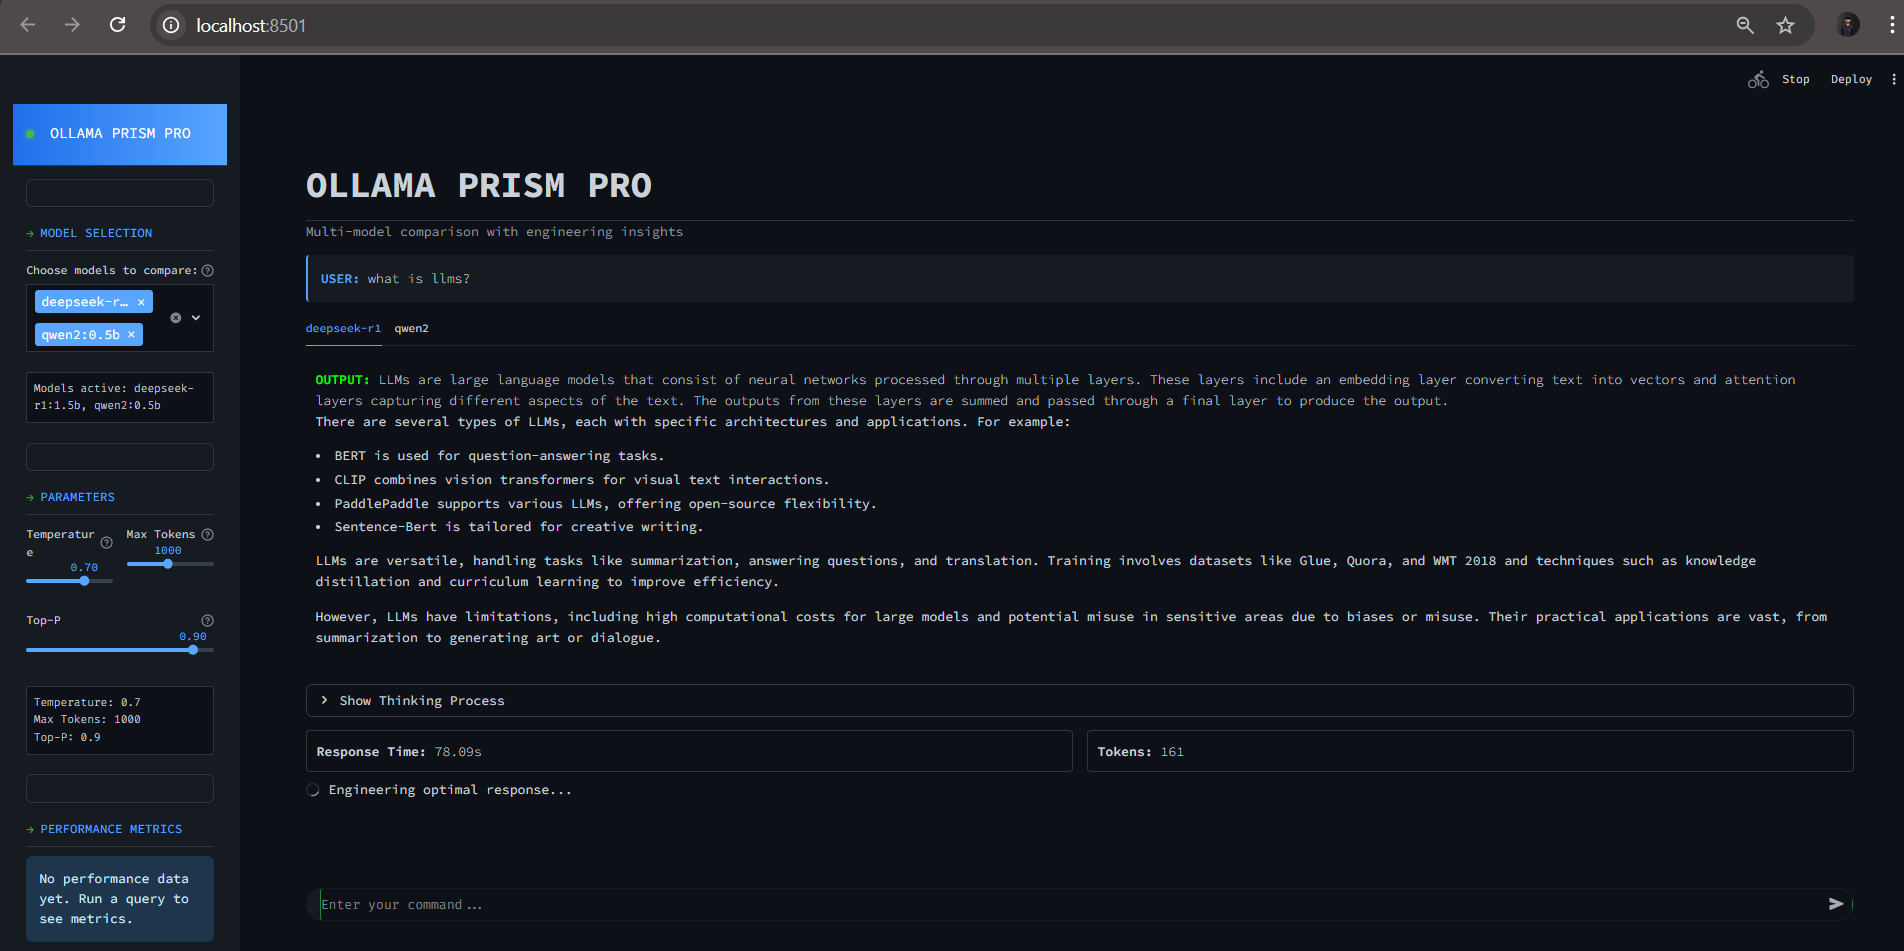 localhost:8501
Stop
Deploy
OLLAMA PRISM PRO
→ MODEL SELECTION
Choose models to compare:
deepseek-r… ×
qwen2:0.5b ×
Models active: deepseek-
r1:1.5b, qwen2:0.5b
→ PARAMETERS
Temperatur
e
0.70
Max Tokens
1000
Top-P
0.90
Temperature: 0.7
Max Tokens: 1000
Top-P: 0.9
→ PERFORMANCE METRICS
No performance data
yet. Run a query to
see metrics.
OLLAMA PRISM PRO
Multi-model comparison with engineering insights
USER: what is llms?
deepseek-r1
qwen2
OUTPUT: LLMs are large language models that consist of neural networks processed through multiple layers. These layers include an embedding layer converting text into vectors and attention
layers capturing different aspects of the text. The outputs from these layers are summed and passed through a final layer to produce the output.
There are several types of LLMs, each with specific architectures and applications. For example:
• BERT is used for question-answering tasks.
• CLIP combines vision transformers for visual text interactions.
• PaddlePaddle supports various LLMs, offering open-source flexibility.
• Sentence-Bert is tailored for creative writing.
LLMs are versatile, handling tasks like summarization, answering questions, and translation. Training involves datasets like Glue, Quora, and WMT 2018 and techniques such as knowledge
distillation and curriculum learning to improve efficiency.
However, LLMs have limitations, including high computational costs for large models and potential misuse in sensitive areas due to biases or misuse. Their practical applications are vast, from
summarization to generating art or dialogue.
Show Thinking Process
Response Time: 78.09s
Tokens: 161
Engineering optimal response...
Enter your command...